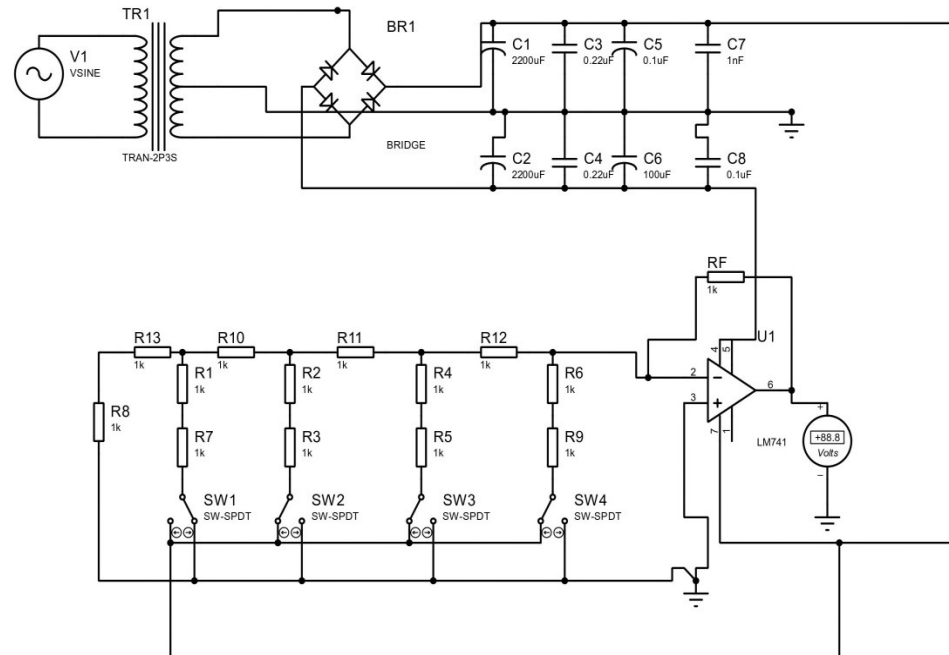 TR1
V1
VSINE
TRAN-2P3S
BR1
BRIDGE
C1
2200uF
C3
0.22uF
C5
0.1uF
C7
1nF
C2
2200uF
C4
0.22uF
C6
100uF
C8
0.1uF
RF
1k
R13
1k
R10
1k
R11
1k
R12
1k
R1
1k
R2
1k
R4
1k
R6
1k
R8
1k
R7
1k
R3
1k
R5
1k
R9
1k
SW1
SW-SPDT
SW2
SW-SPDT
SW3
SW-SPDT
SW4
SW-SPDT
U1
4
5
2
3
6
7
1
LM741
+88.8
Volts